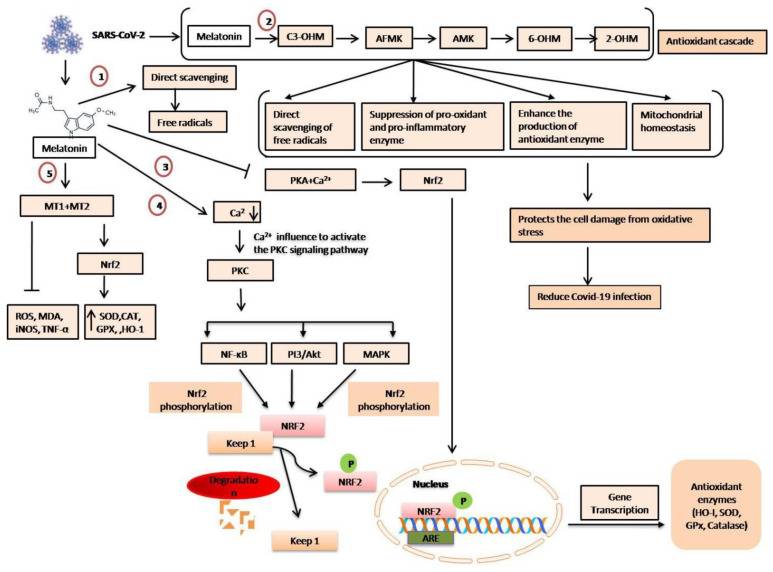 SARS-CoV-2
Melatonin
2
C3-OHM
AFMK
AMK
6-OHM
2-OHM
Antioxidant cascade
1
Direct scavenging
Free radicals
H
N
O
CH₃
H₃C
O
N
H
Melatonin
Direct
scavenging of
free radicals
Suppression of pro-oxidant
and pro-inflammatory
enzyme
Enhance the
production of
antioxidant enzyme
Mitochondrial
homeostasis
5
3
4
PKA+Ca²⁺
Nrf2
MT1+MT2
Ca²
Protects the cell damage from oxidative
stress
Ca²⁺ influence to activate
the PKC signaling pathway
Nrf2
PKC
Reduce Covid-19 infection
ROS, MDA,
iNOS, TNF-α
SOD,CAT,
GPX, ,HO-1
NF-κB
PI3/Akt
MAPK
Nrf2
phosphorylation
Nrf2
phosphorylation
NRF2
Keep 1
P
NRF2
Degradatio
n
Keep 1
Nucleus
P
NRF2
ARE
Gene
Transcription
Antioxidant
enzymes
(HO-I, SOD,
GPx, Catalase)